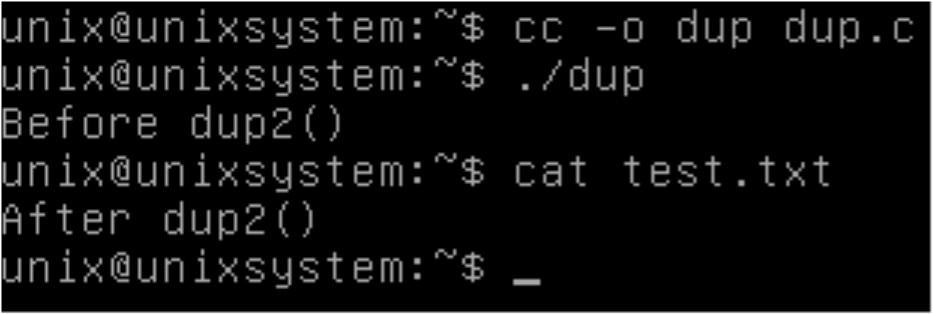 unix@unixsystem:~$ cc -o dup dup.c
unix@unixsystem:~$ ./dup
Before dup2()
unix@unixsystem:~$ cat test.txt
After dup2()
unix@unixsystem:~$ _